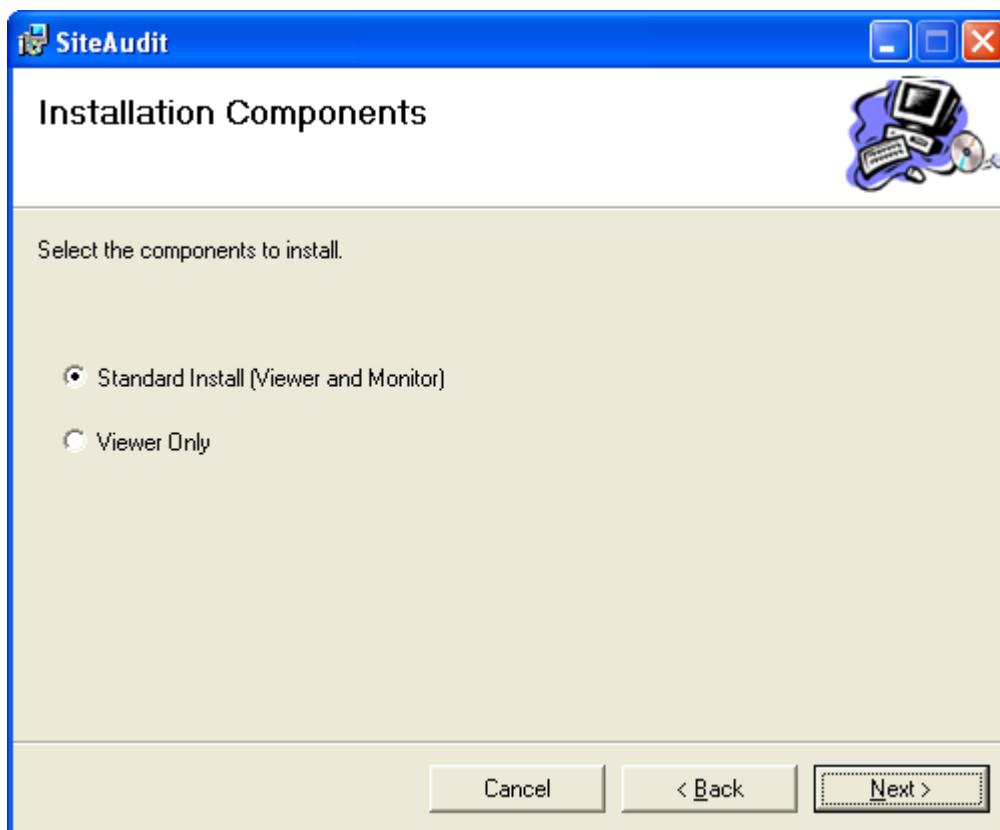 SiteAudit
Installation Components
Select the components to install.
Standard Install (Viewer and Monitor)
Viewer Only
Cancel
< Back
Next >